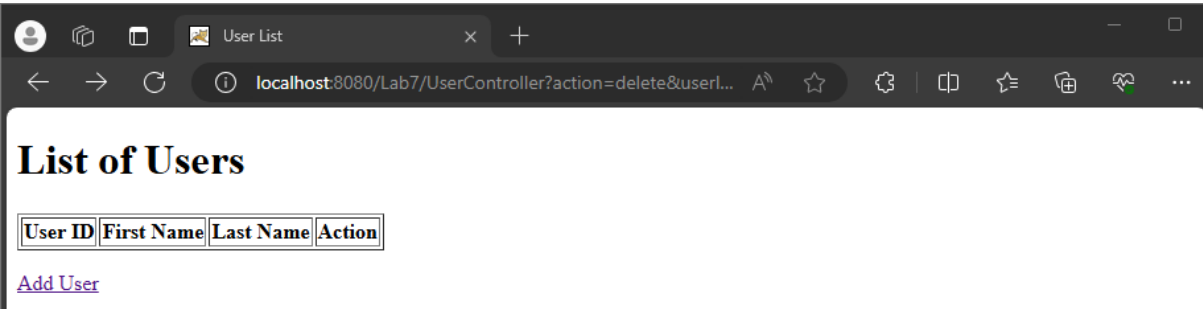 User List
localhost:8080/Lab7/UserController?action=delete&userI...
List of Users
User ID First Name Last Name Action
Add User